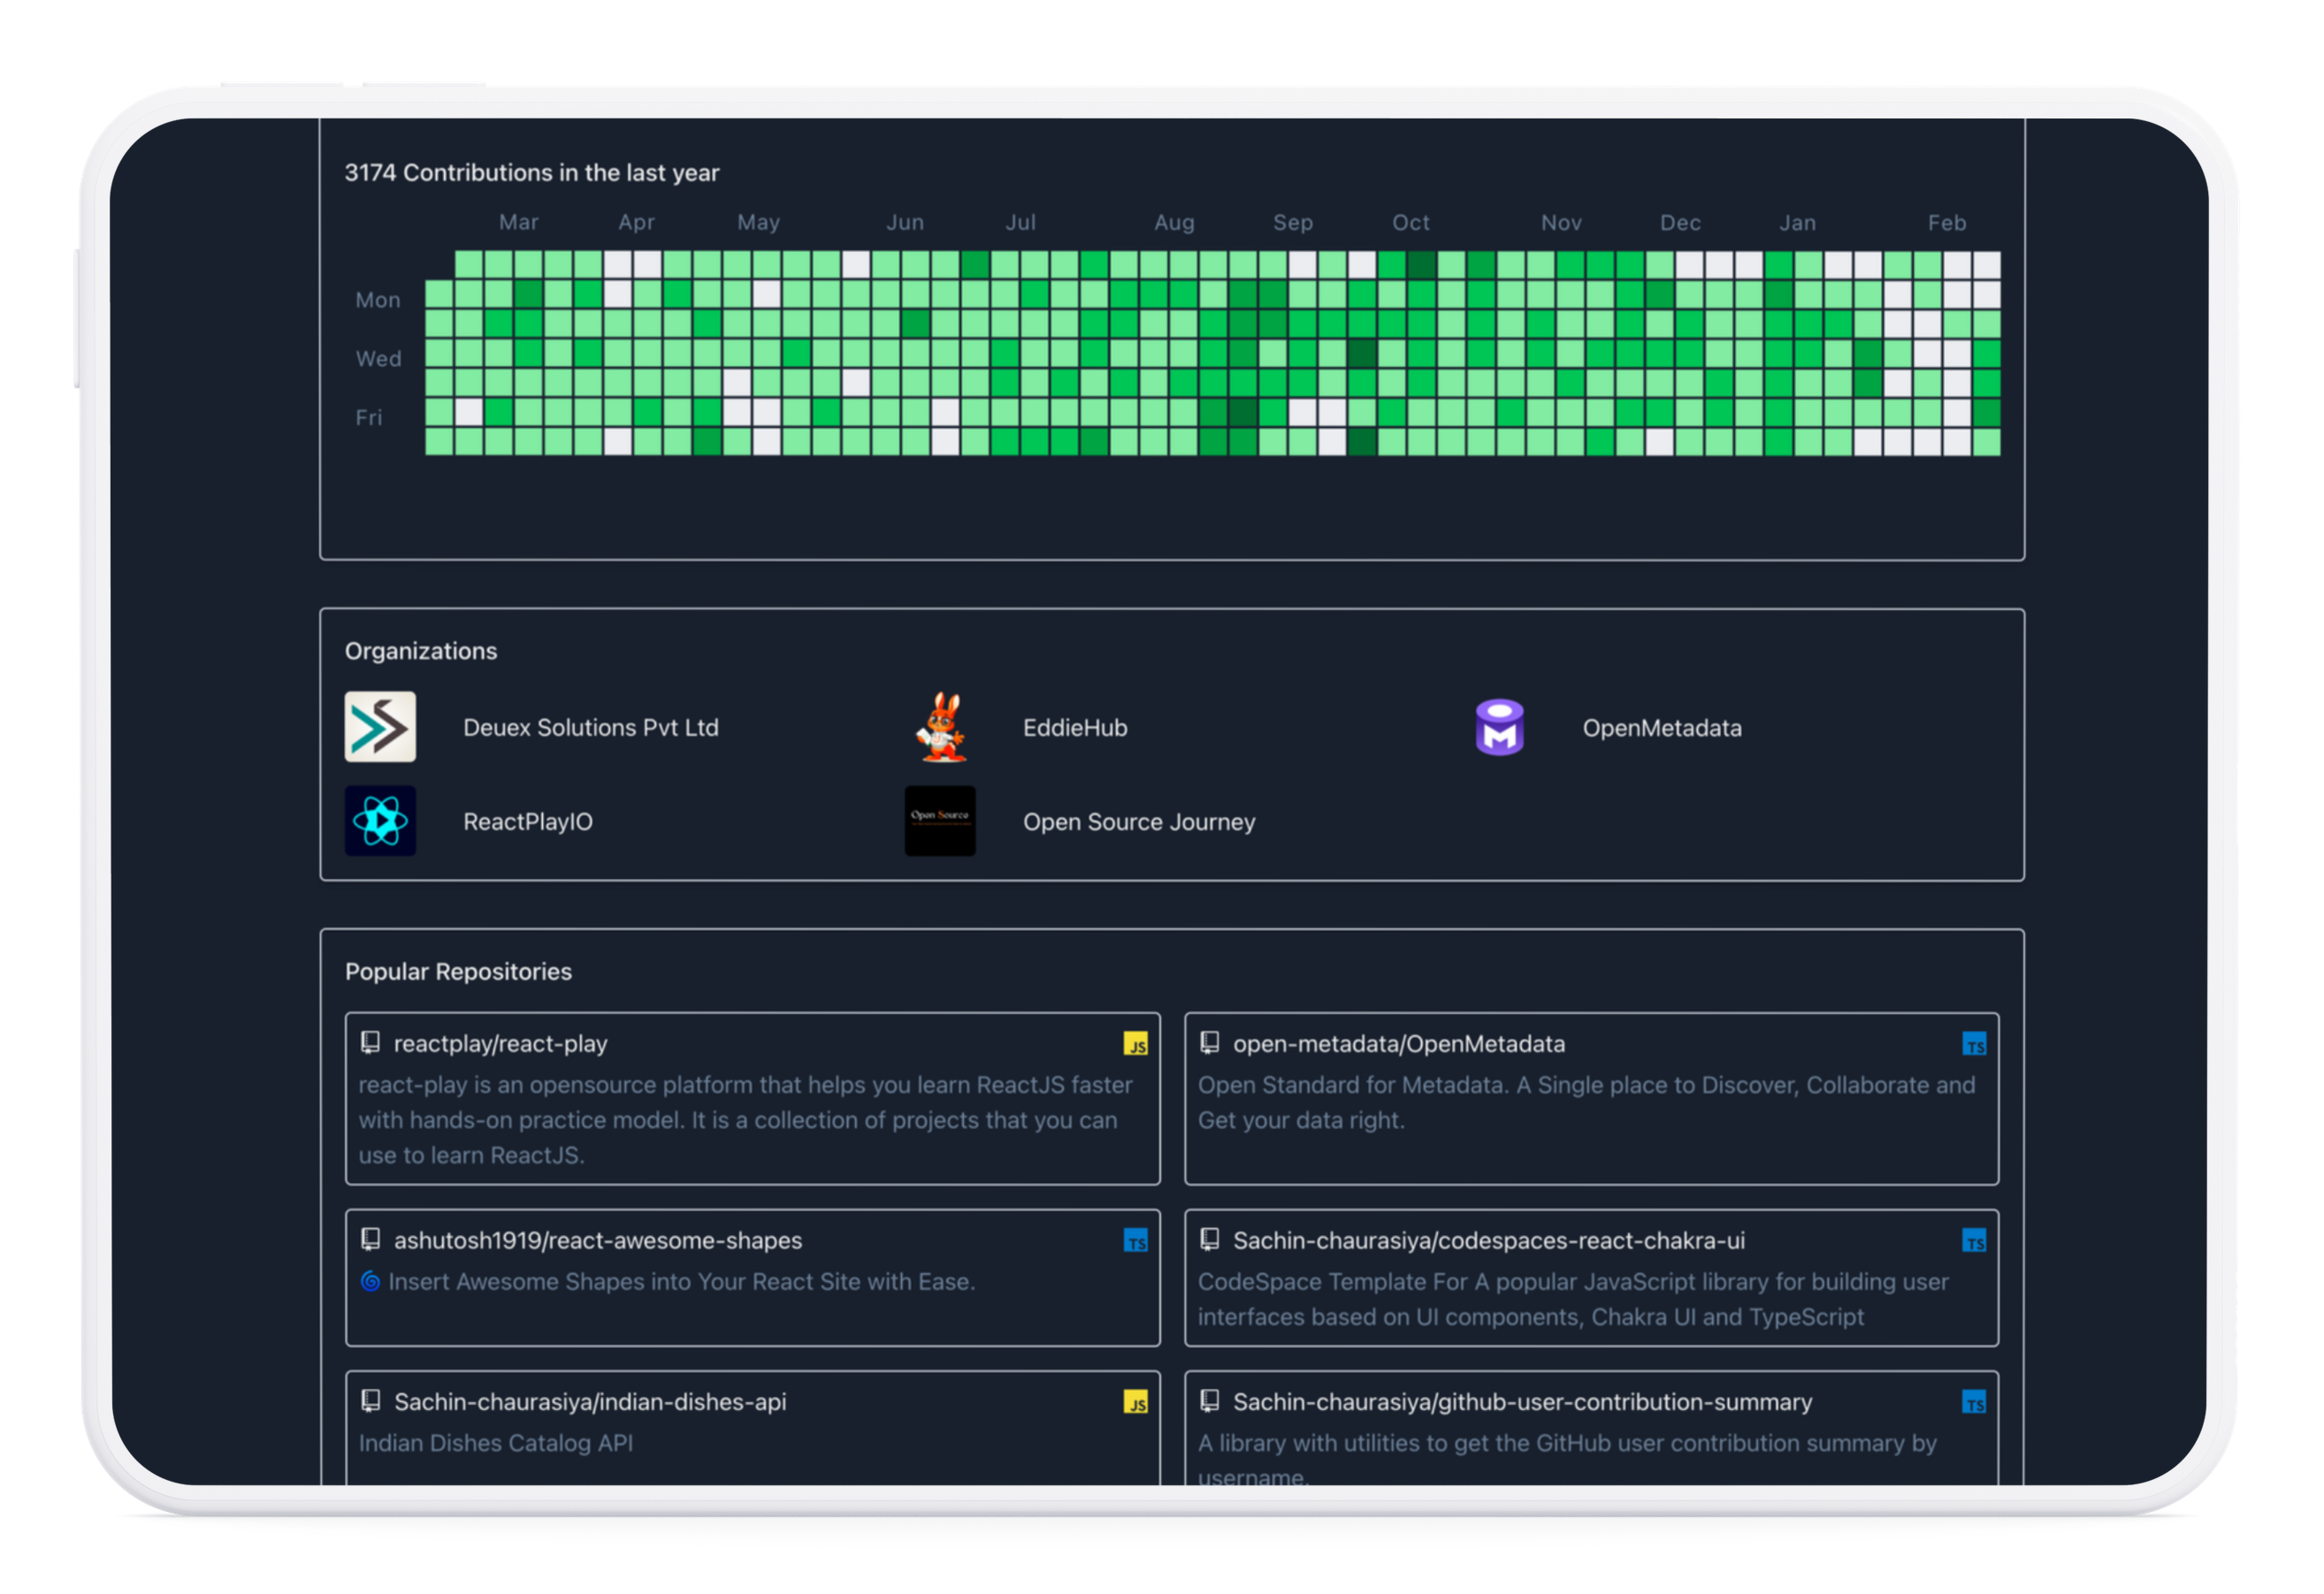 3174 Contributions in the last year
Mar Apr May Jun Jul Aug Sep Oct Nov Dec Jan Feb
Mon
Wed
Fri
Organizations
Deuex Solutions Pvt Ltd
EddieHub
OpenMetadata
ReactPlayIO
Open Source
Open Source Journey
Popular Repositories
reactplay/react-play
JS
react-play is an opensource platform that helps you learn ReactJS faster
with hands-on practice model. It is a collection of projects that you can
use to learn ReactJS.
open-metadata/OpenMetadata
TS
Open Standard for Metadata. A Single place to Discover, Collaborate and
Get your data right.
ashutosh1919/react-awesome-shapes
TS
🌀 Insert Awesome Shapes into Your React Site with Ease.
Sachin-chaurasiya/codespaces-react-chakra-ui
TS
CodeSpace Template For A popular JavaScript library for building user
interfaces based on UI components, Chakra UI and TypeScript
Sachin-chaurasiya/indian-dishes-api
JS
Indian Dishes Catalog API
Sachin-chaurasiya/github-user-contribution-summary
TS
A library with utilities to get the GitHub user contribution summary by
username.